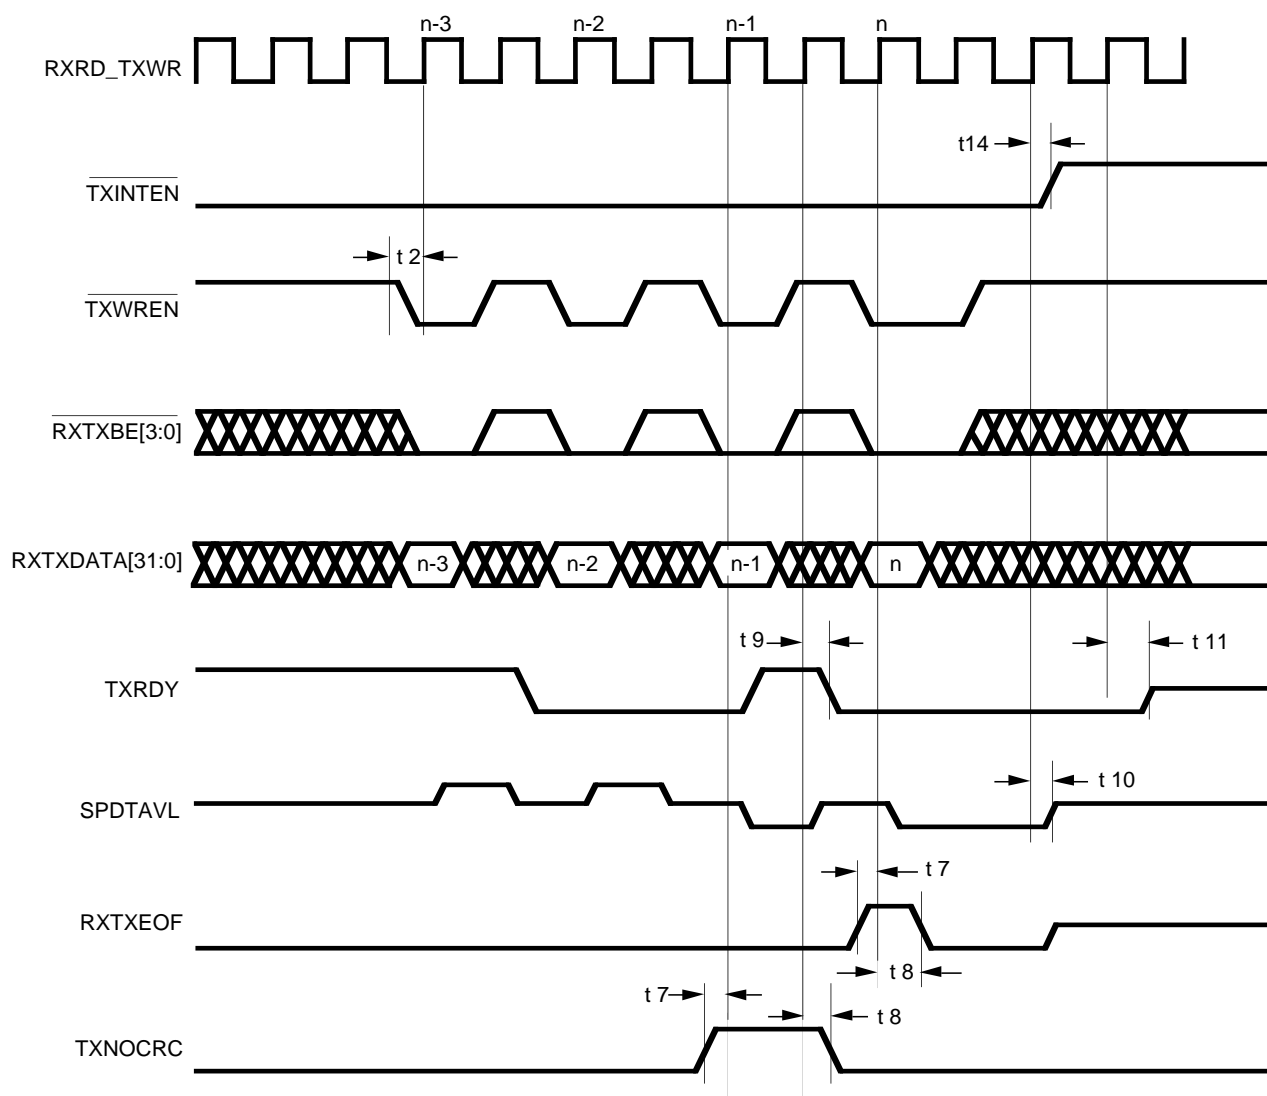 n-3 n-2 n-1 n
RXRD_TXWR
t14
TXINTEN
t 2
TXWREN
RXTXBE[3:0]
RXTXDATA[31:0] n-3 n-2 n-1 n
t 9 t 11
TXRDY
t 10
SPDTAVL
t 7
RXTXEOF
t 8
t 7
t 8
TXNOCRC